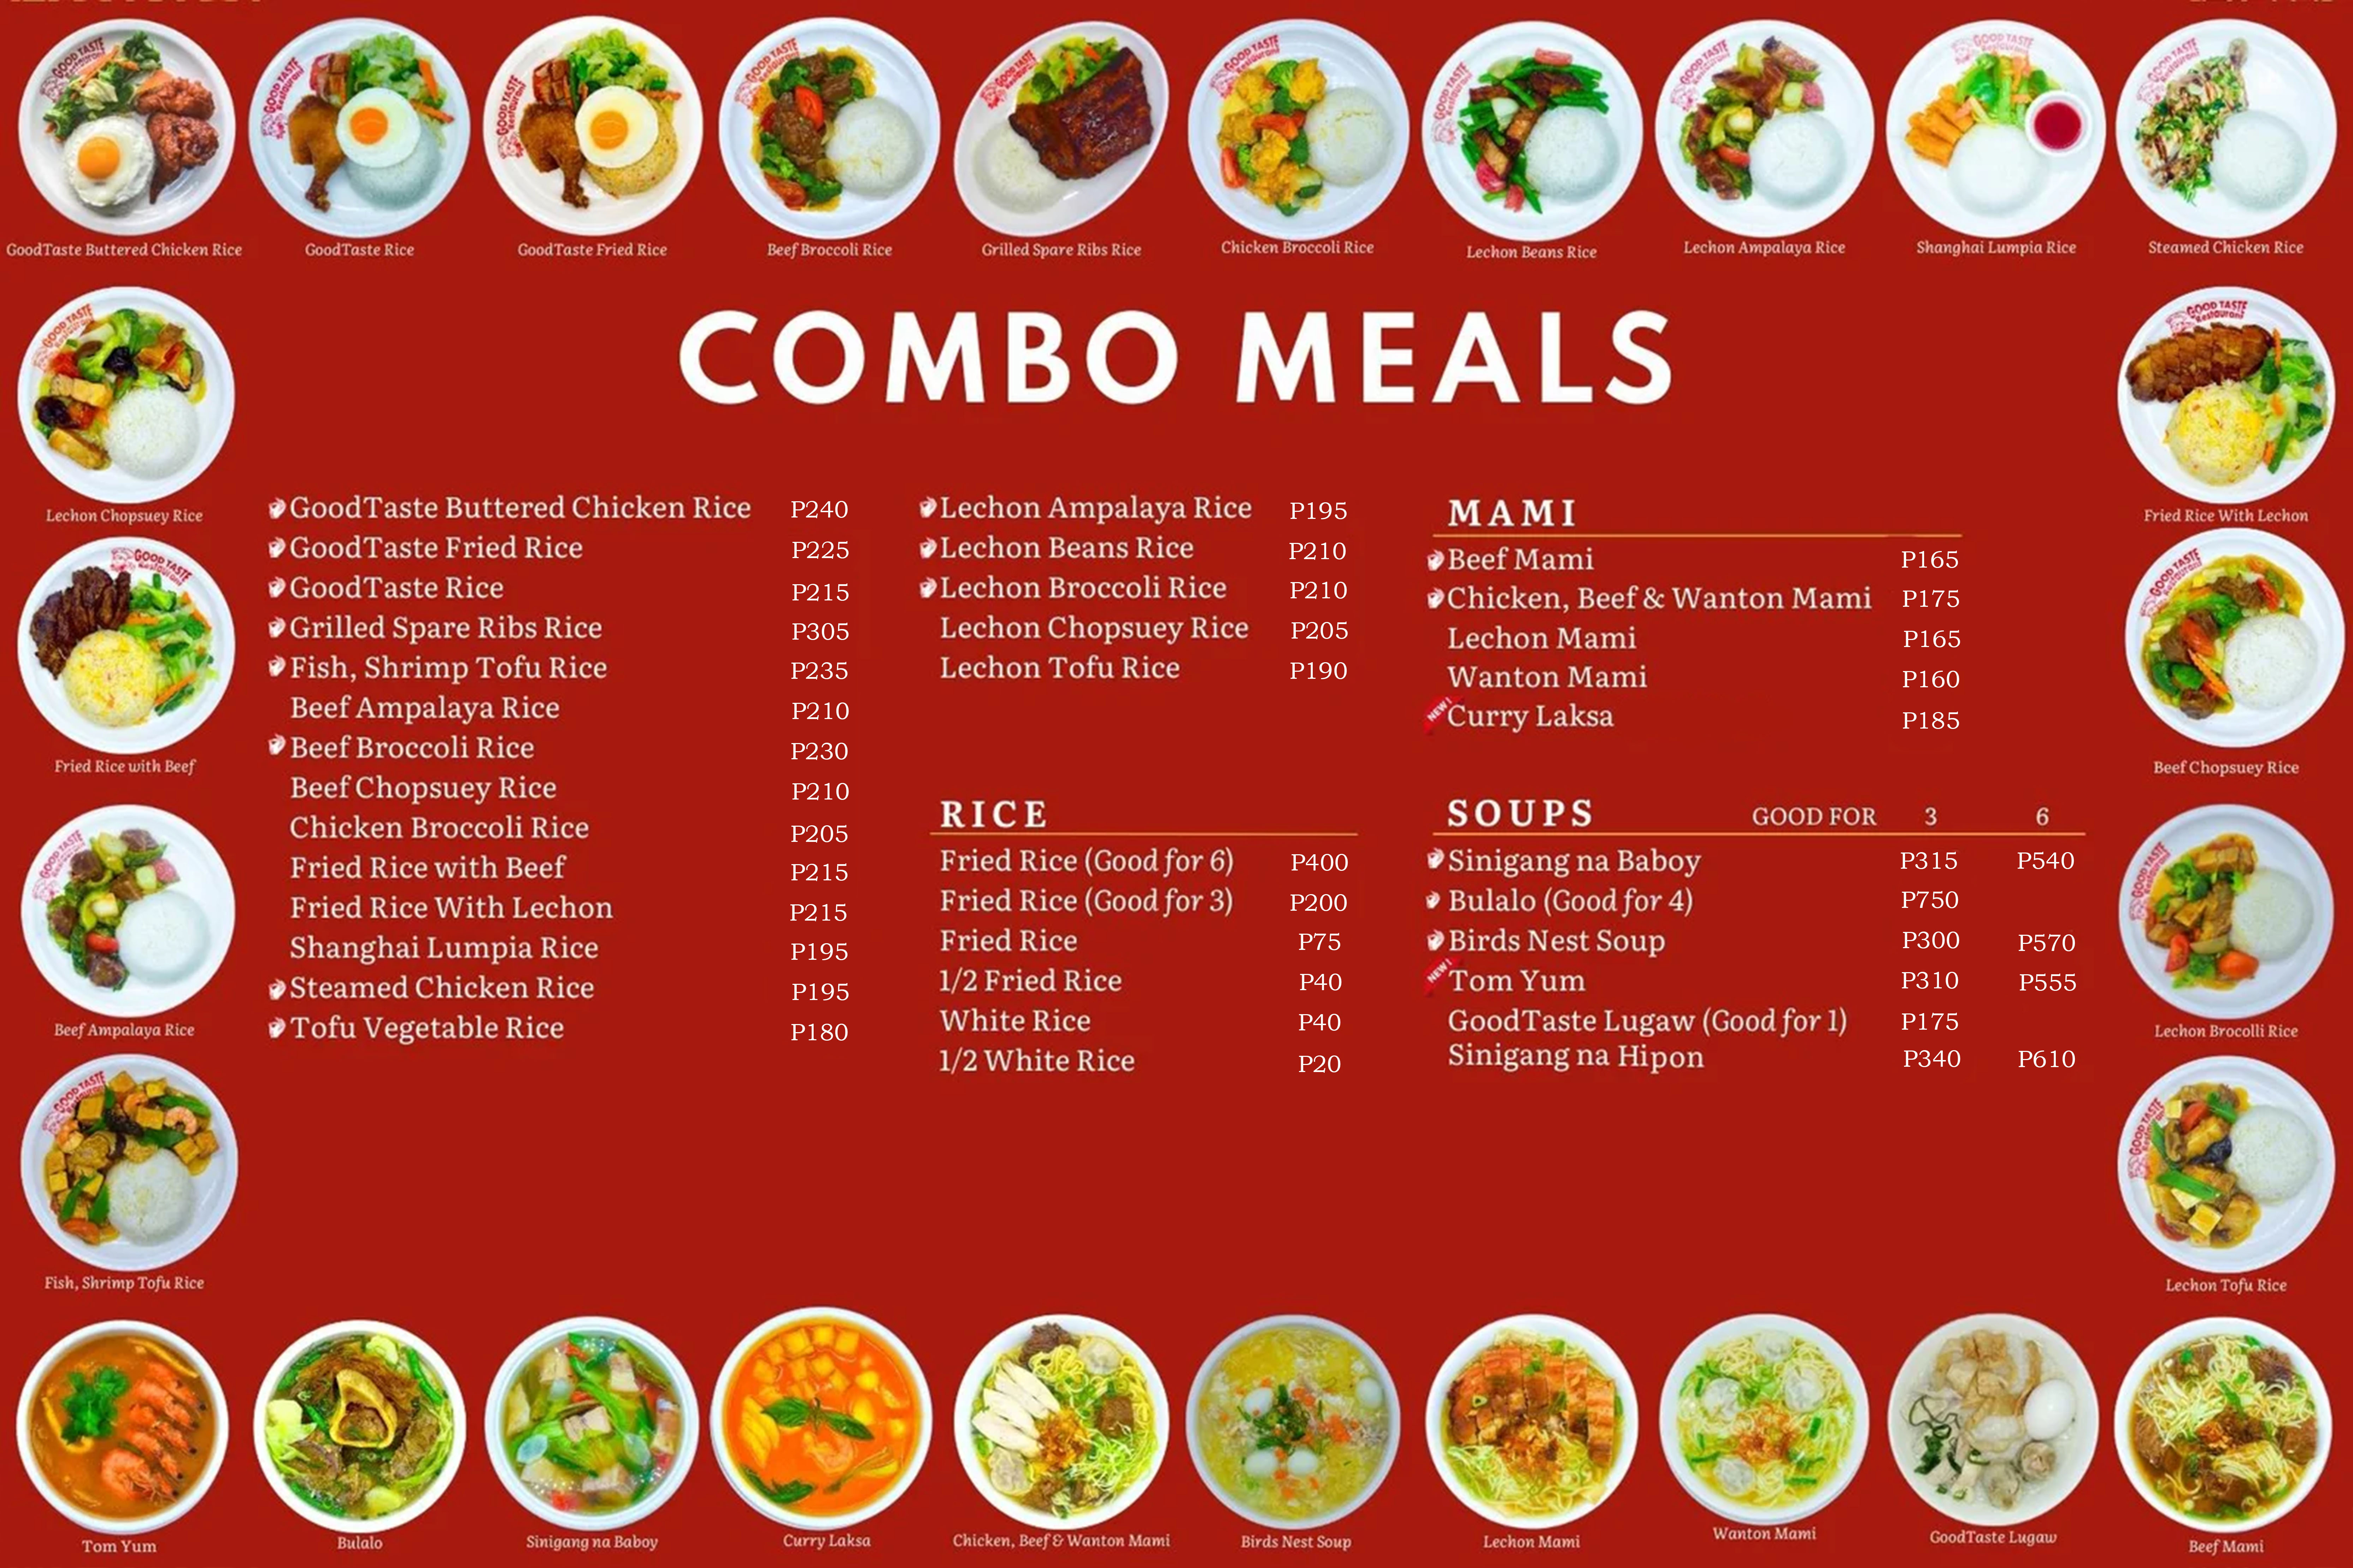 GoodTaste Buttered Chicken Rice
GoodTaste Rice
GoodTaste Fried Rice
Beef Broccoli Rice
Grilled Spare Ribs Rice
Chicken Broccoli Rice
Lechon Beans Rice
Lechon Ampalaya Rice
Shanghai Lumpia Rice
Steamed Chicken Rice
COMBO MEALS
Lechon Chopsuey Rice
Fried Rice with Beef
Beef Ampalaya Rice
Fish, Shrimp Tofu Rice
GoodTaste Buttered Chicken Rice P240
GoodTaste Fried Rice P225
GoodTaste Rice P215
Grilled Spare Ribs Rice P305
Fish, Shrimp Tofu Rice P235
Beef Ampalaya Rice P210
Beef Broccoli Rice P230
Beef Chopsuey Rice P210
Chicken Broccoli Rice P205
Fried Rice with Beef P215
Fried Rice With Lechon P215
Shanghai Lumpia Rice P195
Steamed Chicken Rice P195
Tofu Vegetable Rice P180
Lechon Ampalaya Rice P195
Lechon Beans Rice P210
Lechon Broccoli Rice P210
Lechon Chopsuey Rice P205
Lechon Tofu Rice P190
RICE
Fried Rice (Good for 6) P400
Fried Rice (Good for 3) P200
Fried Rice P75
1/2 Fried Rice P40
White Rice P40
1/2 White Rice P20
MAMI
Beef Mami P165
Chicken, Beef & Wanton Mami P175
Lechon Mami P165
Wanton Mami P160
NEW! Curry Laksa P185
SOUPS GOOD FOR 3 6
Sinigang na Baboy P315 P540
Bulalo (Good for 4) P750
Birds Nest Soup P300 P570
NEW! Tom Yum P310 P555
GoodTaste Lugaw (Good for 1) P175
Sinigang na Hipon P340 P610
Fried Rice With Lechon
Beef Chopsuey Rice
Lechon Brocolli Rice
Lechon Tofu Rice
Tom Yum
Bulalo
Sinigang na Baboy
Curry Laksa
Chicken, Beef & Wanton Mami
Birds Nest Soup
Lechon Mami
Wanton Mami
GoodTaste Lugaw
Beef Mami